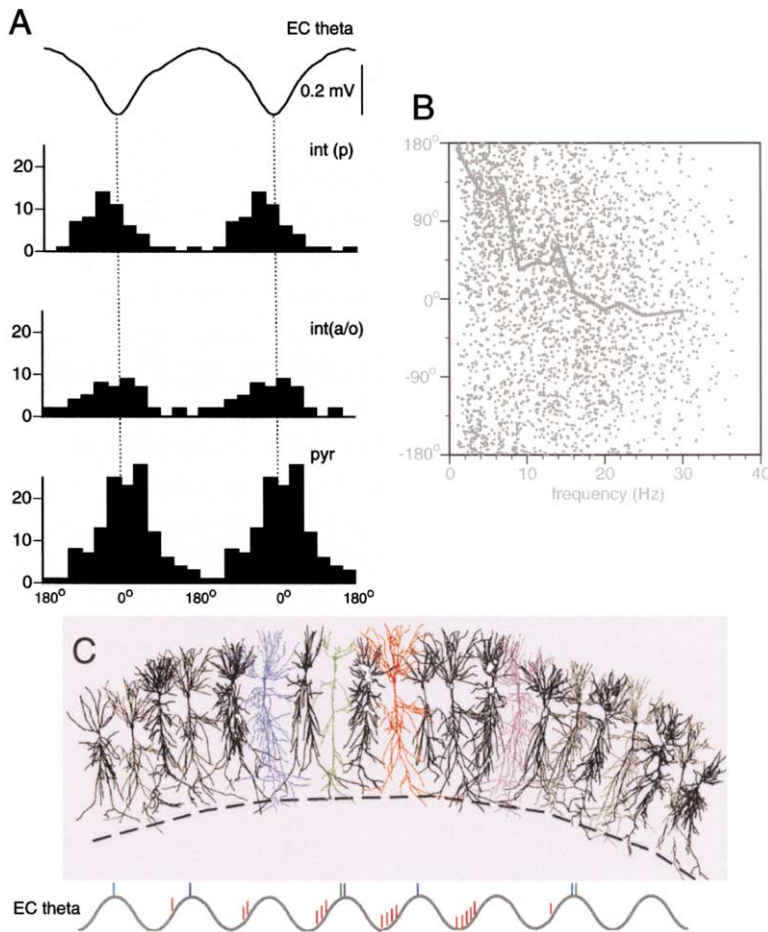 A
EC theta
0.2 mV
int (p)
20
10
0
int(a/o)
20
10
0
pyr
20
10
0
180° 0° 180° 0° 180°
B
180°
90°
0°
-90°
-180°
0 10 20 30 40
frequency (Hz)
C
EC theta